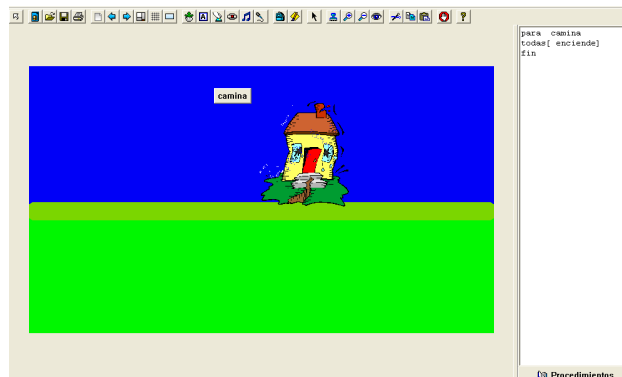 para camina
todas[ enciende]
fin
camina
Procedimientos